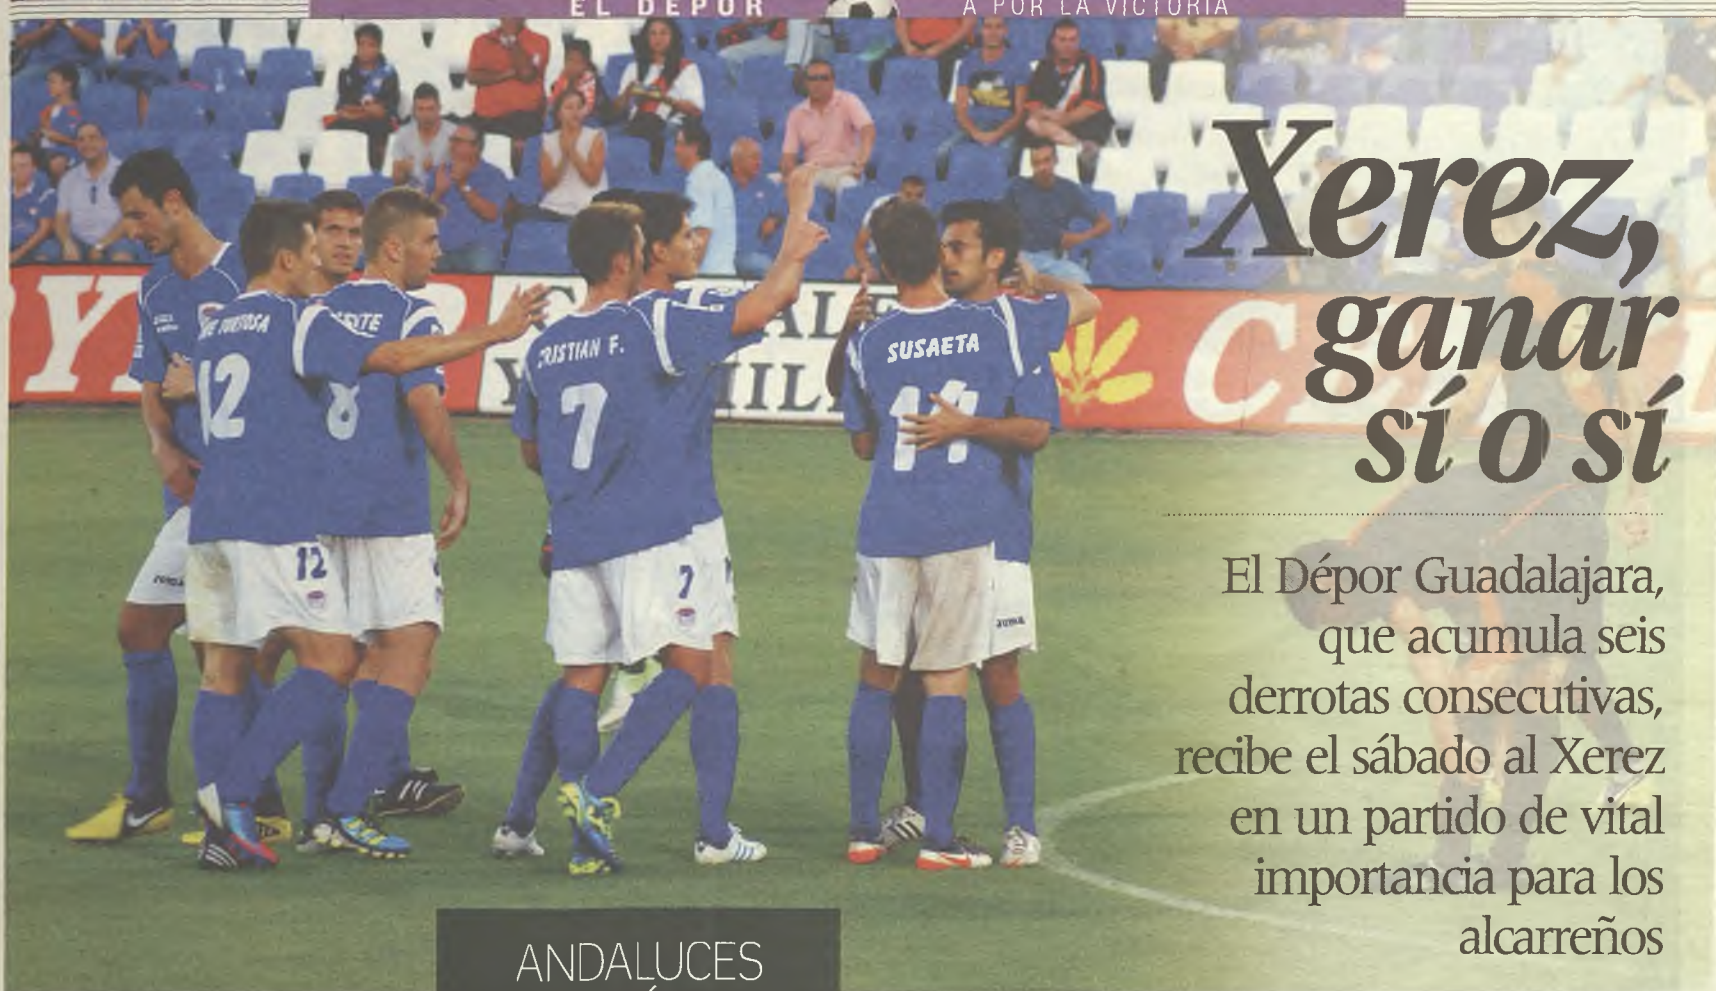 EL DÉPOR
A POR LA VICTORIA
Xerez,
ganar
sí o sí
El Dépor Guadalajara,
que acumula seis
derrotas consecutivas,
recibe el sábado al Xerez
en un partido de vital
importancia para los
alcarreños
12
CRISTIAN F.
7
SUSAETA
12
7
ANDALUCES